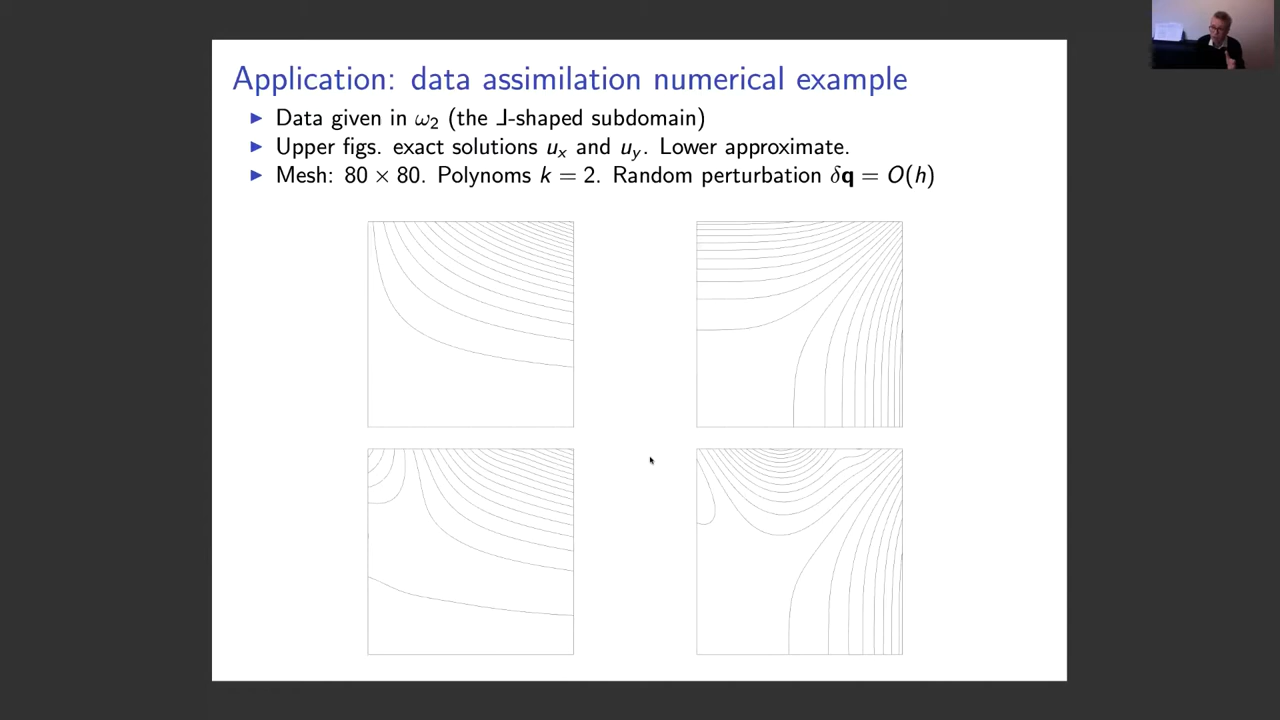 Application: data assimilation numerical example
▶ Data given in ω₂ (the ⅃-shaped subdomain)
▶ Upper figs. exact solutions uₓ and u_y. Lower approximate.
▶ Mesh: 80 × 80. Polynoms k = 2. Random perturbation δ𝐪 = O(h)